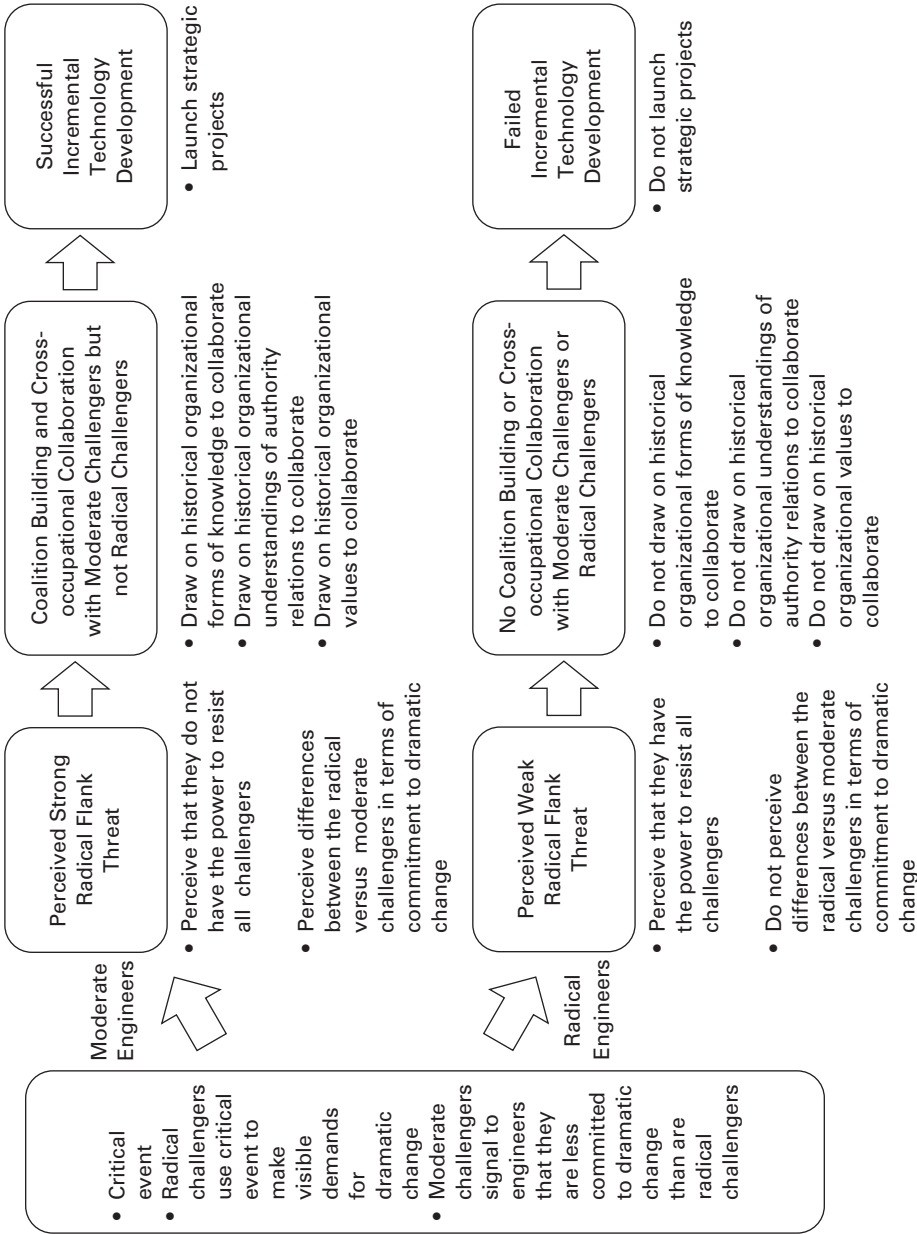 • Critical
event
• Radical
challengers
use critical
event to
make
visible
demands
for
dramatic
change
• Moderate
challengers
signal to
engineers
that they
are less
committed
to dramatic
change
than are
radical
challengers
Moderate
Engineers
Perceived Strong
Radical Flank
Threat
• Perceive that they do not
have the power to resist
all challengers
• Perceive differences
between the radical
versus moderate
challengers in terms of
commitment to dramatic
change
Coalition Building and Cross-
occupational Collaboration
with Moderate Challengers but
not Radical Challengers
• Draw on historical organizational
forms of knowledge to collaborate
• Draw on historical organizational
understandings of authority
relations to collaborate
• Draw on historical organizational
values to collaborate
Successful
Incremental
Technology
Development
• Launch strategic
projects
Radical
Engineers
Perceived Weak
Radical Flank
Threat
• Perceive that they have
the power to resist all
challengers
• Do not perceive
differences between the
radical versus moderate
challengers in terms of
commitment to dramatic
change
No Coalition Building or Cross-
occupational Collaboration
with Moderate Challengers or
Radical Challengers
• Do not draw on historical
organizational forms of knowledge
to collaborate
• Do not draw on historical
organizational understandings of
authority relations to collaborate
• Do not draw on historical
organizational values to
collaborate
Failed
Incremental
Technology
Development
• Do not launch
strategic projects